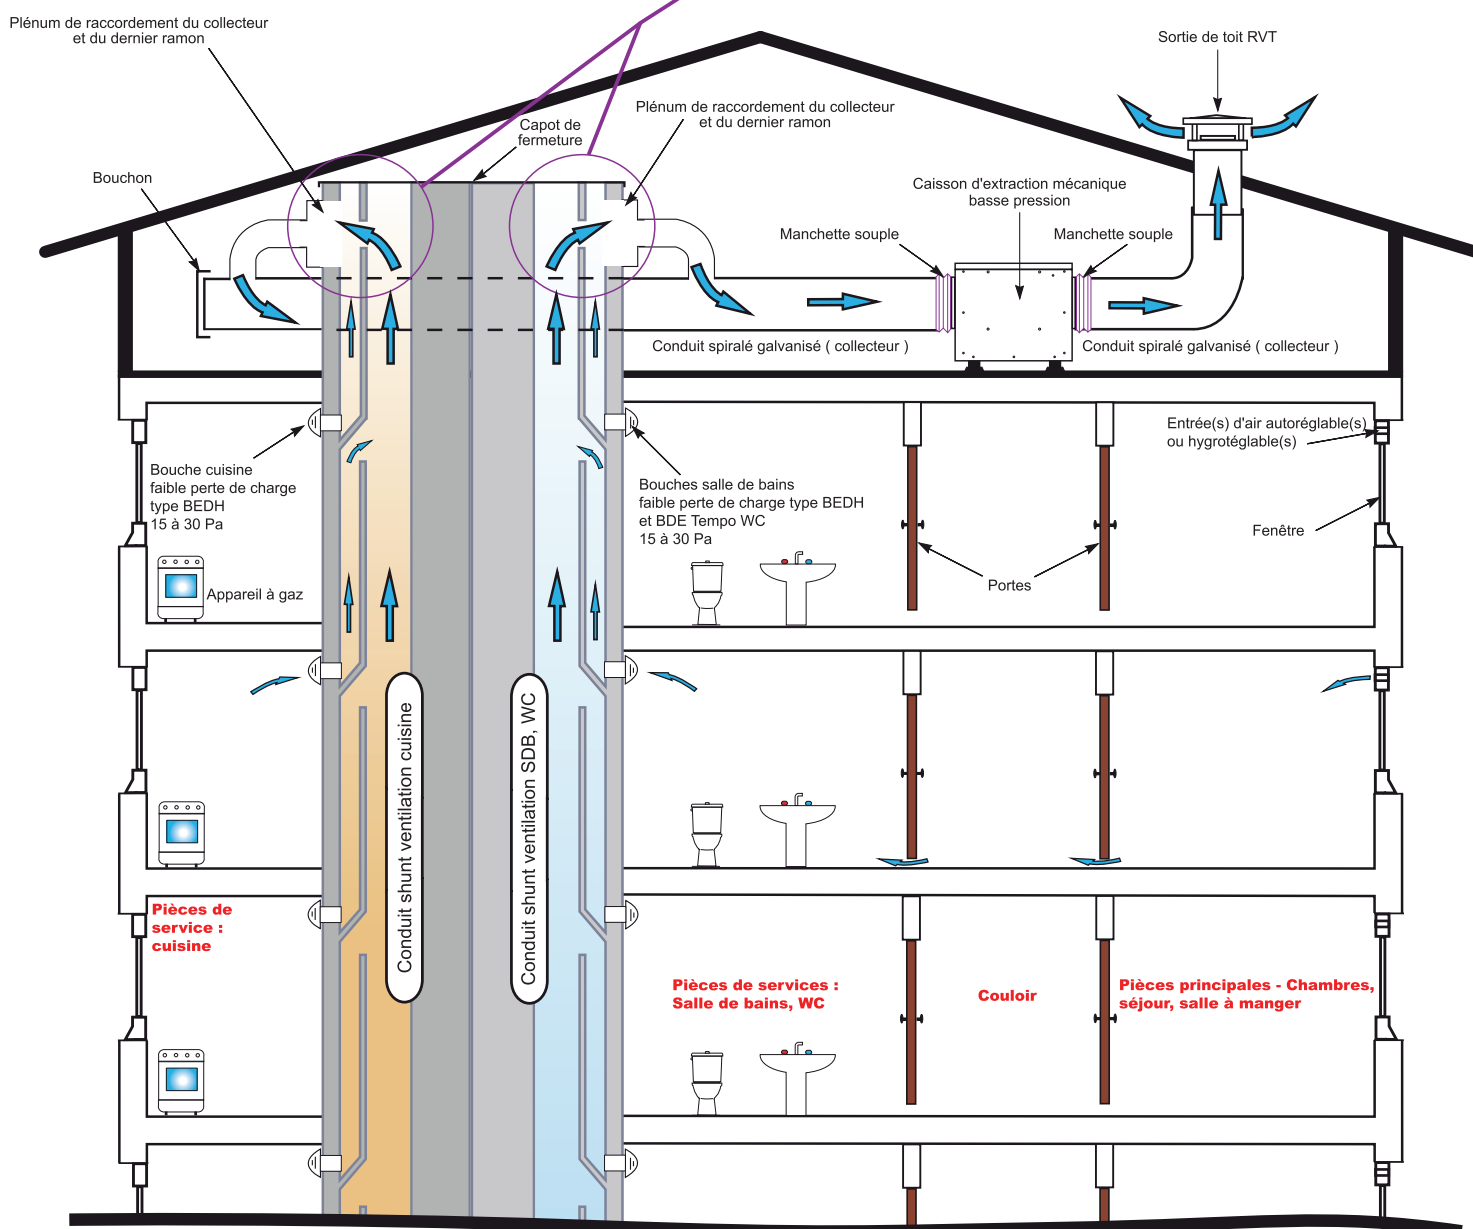 Plénum de raccordement du collecteur
et du dernier ramon
Sortie de toit RVT
Plénum de raccordement du collecteur
et du dernier ramon
Capot de
fermeture
Bouchon
Caisson d'extraction mécanique
basse pression
Manchette souple
Manchette souple
Conduit spiralé galvanisé ( collecteur )
Conduit spiralé galvanisé ( collecteur )
Entrée(s) d'air autoréglable(s)
ou hygrotéglable(s)
Bouche cuisine
faible perte de charge
type BEDH
15 à 30 Pa
Bouches salle de bains
faible perte de charge type BEDH
et BDE Tempo WC
15 à 30 Pa
Fenêtre
Appareil à gaz
Portes
Conduit shunt ventilation cuisine
Conduit shunt ventilation SDB, WC
Pièces de
service :
cuisine
Pièces de services :
Salle de bains, WC
Couloir
Pièces principales - Chambres,
séjour, salle à manger